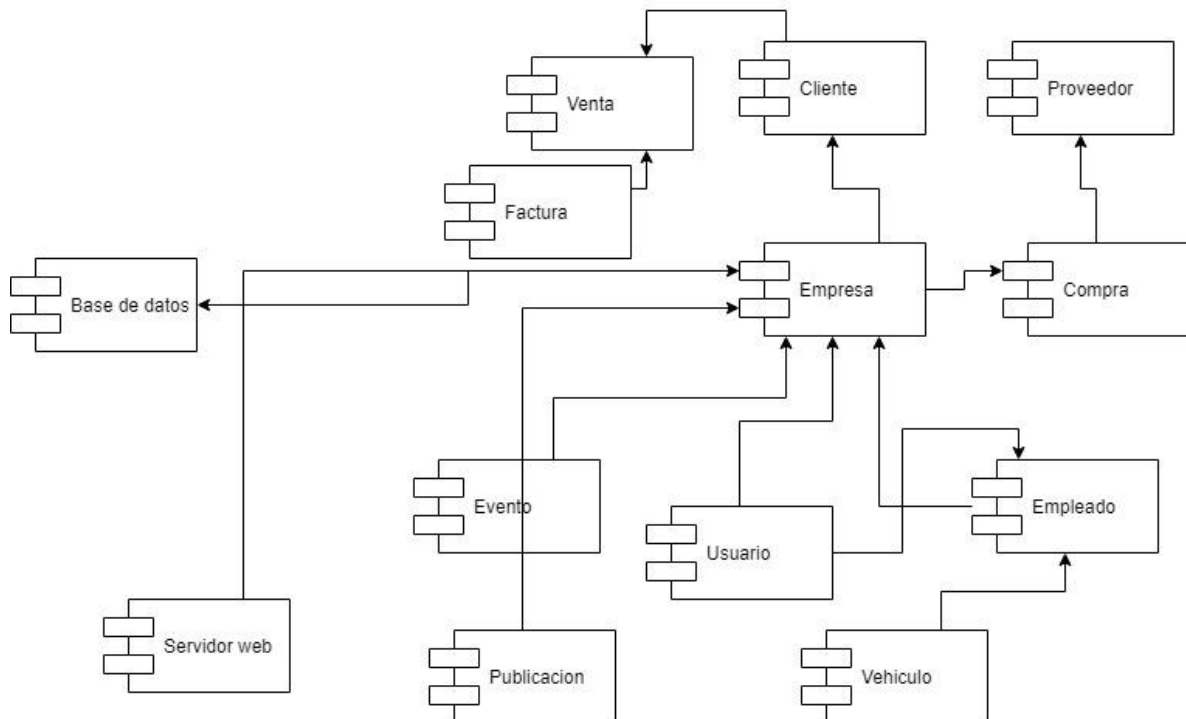 Cliente
Proveedor
Venta
Factura
Base de datos
Empresa
Compra
Evento
Empleado
Usuario
Servidor web
Publicacion
Vehiculo